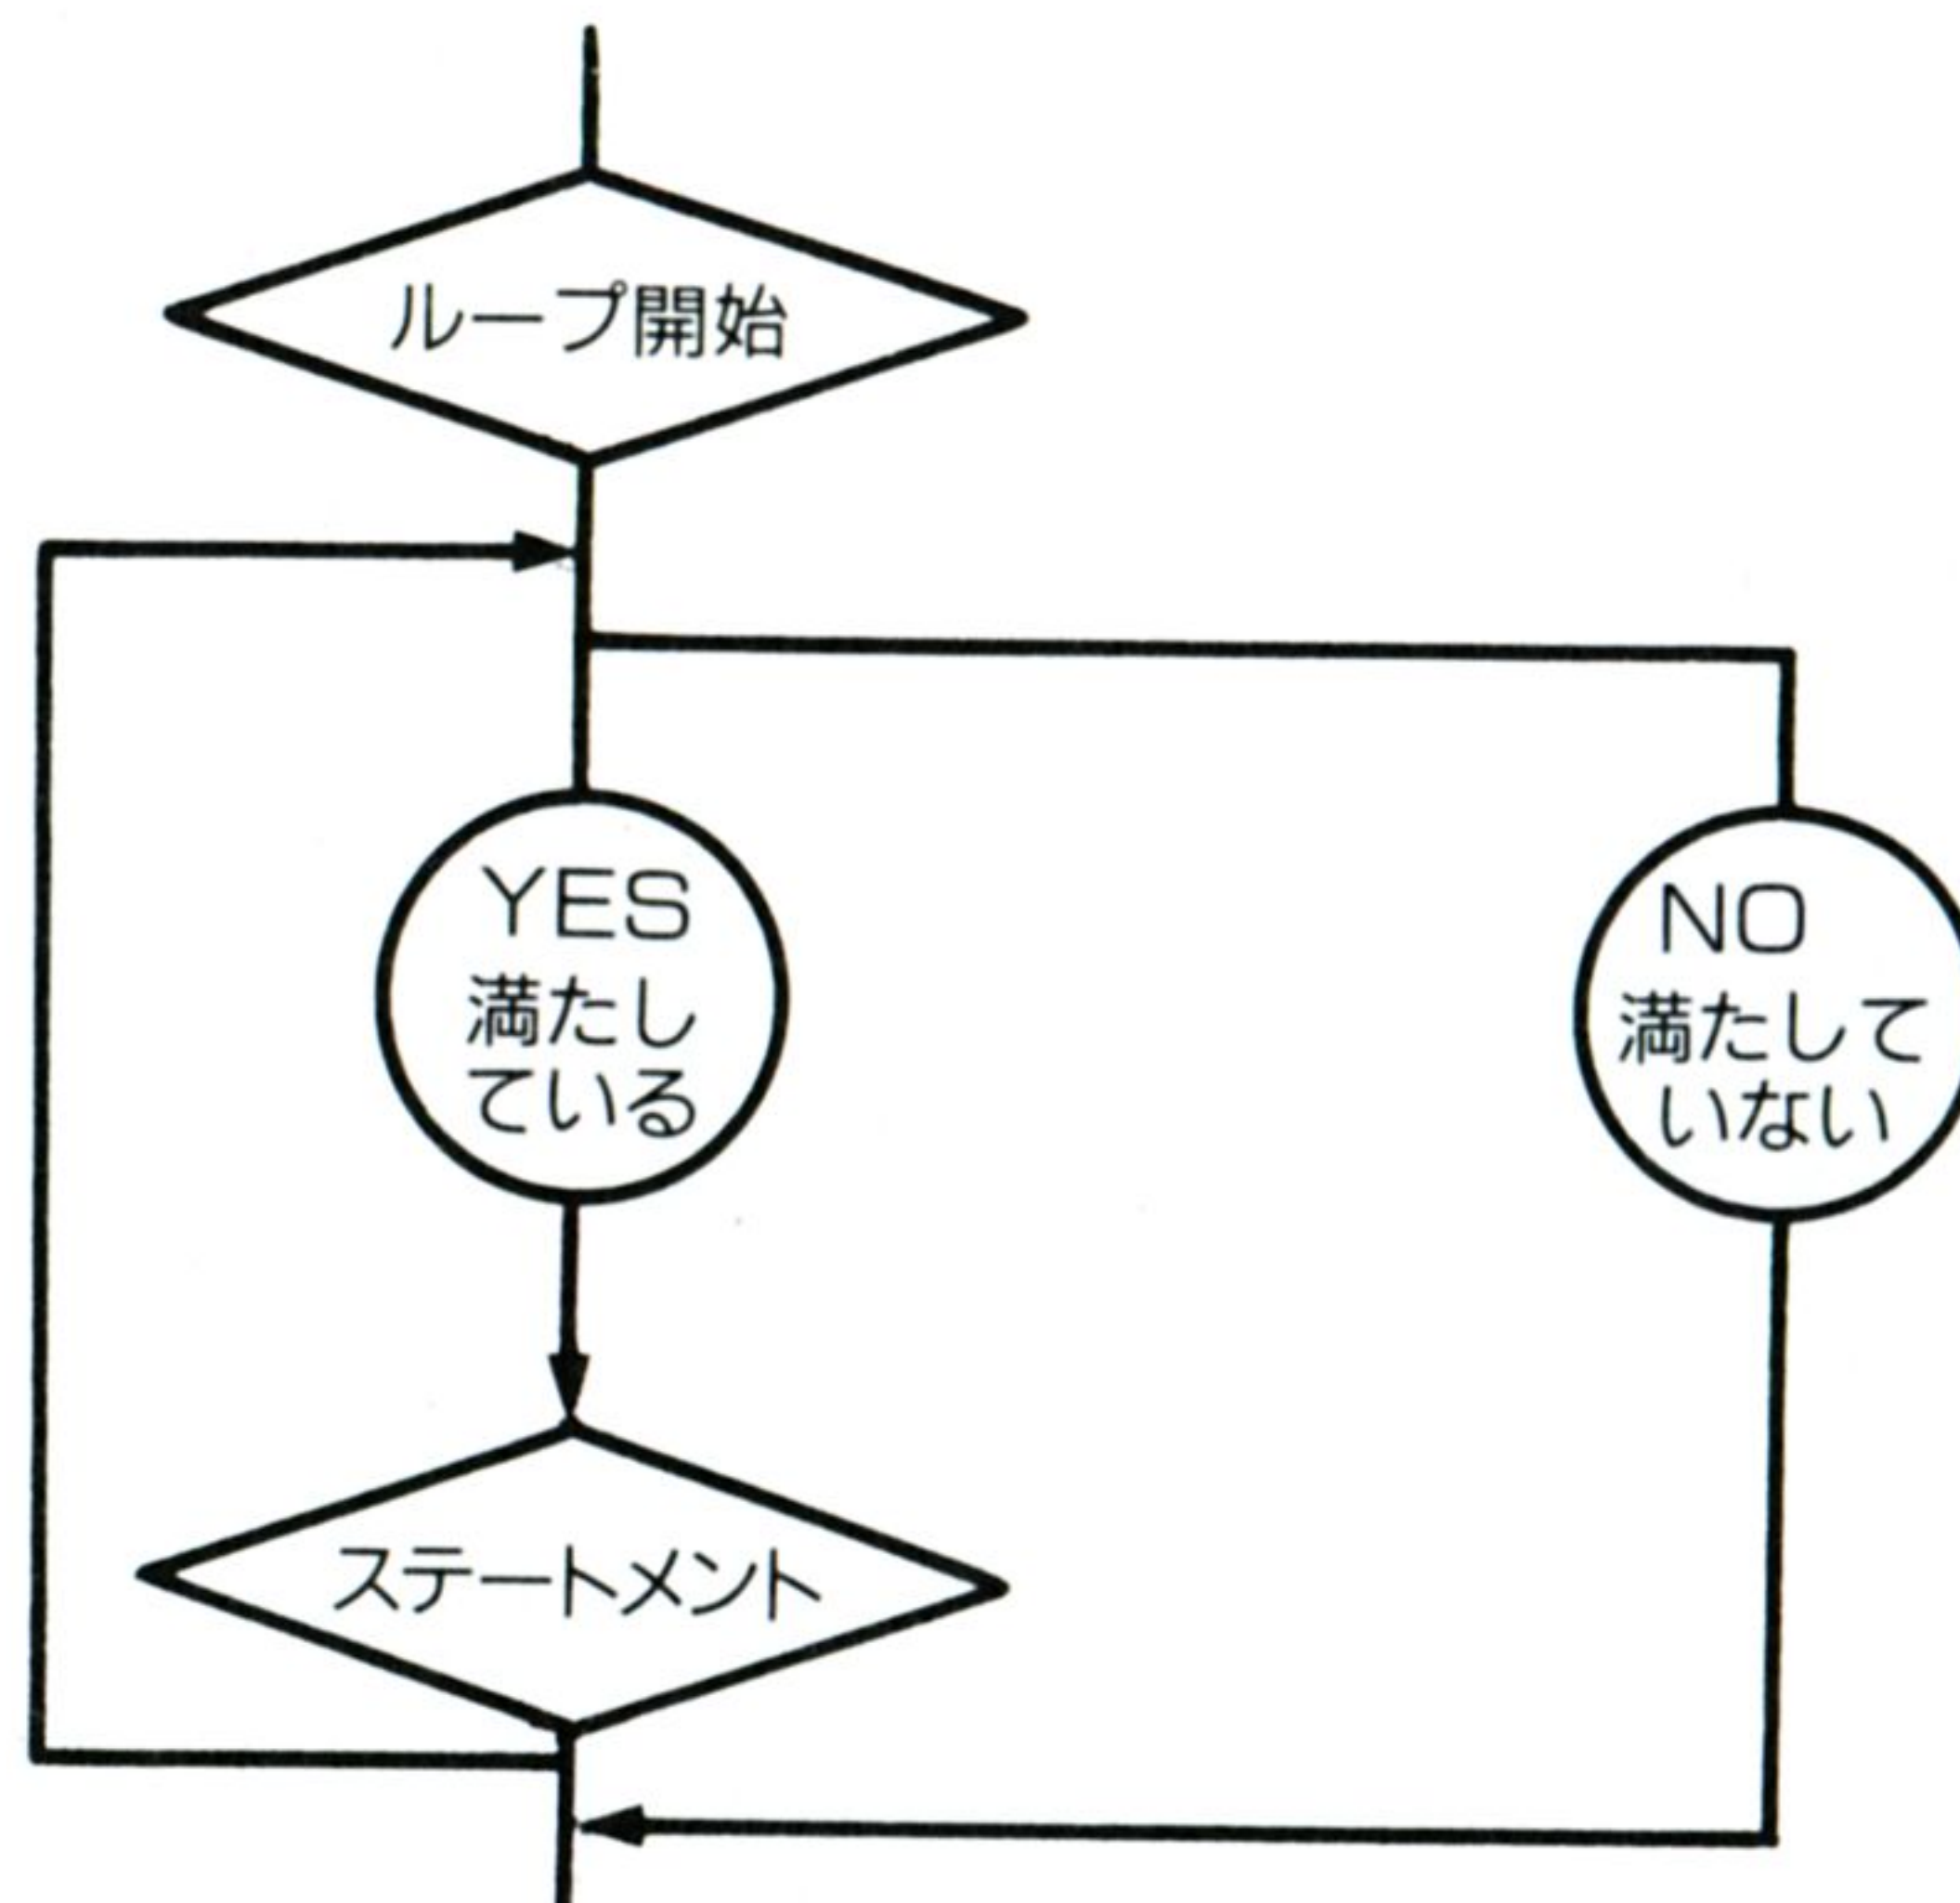 ループ開始
YES
満たし
ている
NO
満たして
いない
ステートメント